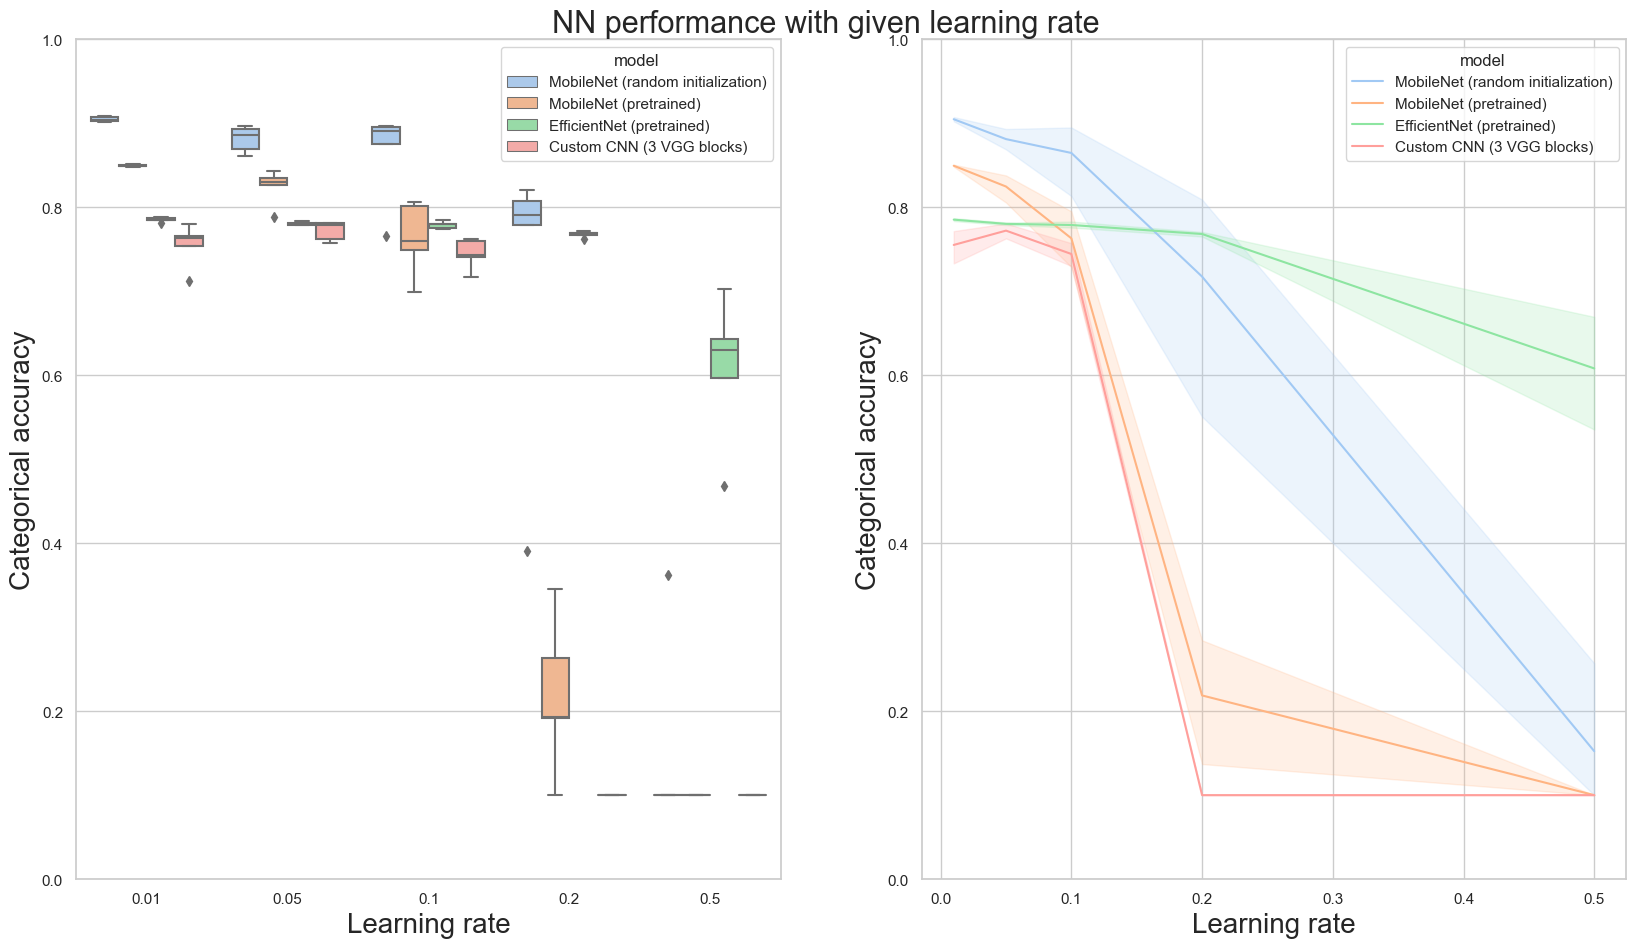 NN performance with given learning rate
1.0
0.8
0.6
0.4
0.2
0.0
Categorical accuracy
model
MobileNet (random initialization)
MobileNet (pretrained)
EfficientNet (pretrained)
Custom CNN (3 VGG blocks)
0.01 0.05 0.1 0.2 0.5
Learning rate
1.0
0.8
0.6
0.4
0.2
0.0
Categorical accuracy
model
MobileNet (random initialization)
MobileNet (pretrained)
EfficientNet (pretrained)
Custom CNN (3 VGG blocks)
0.0 0.1 0.2 0.3 0.4 0.5
Learning rate